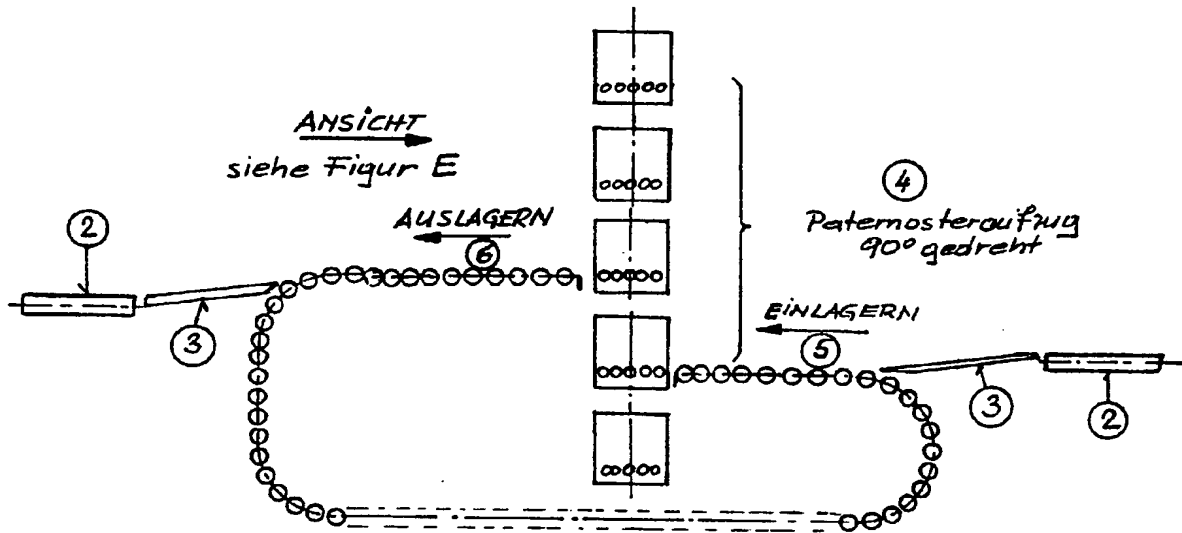 ANSICHT
siehe Figur E
AUSLAGERN
6
2
3
4
Paternosteraufzug
90° gedreht
EINLAGERN
5
3
2